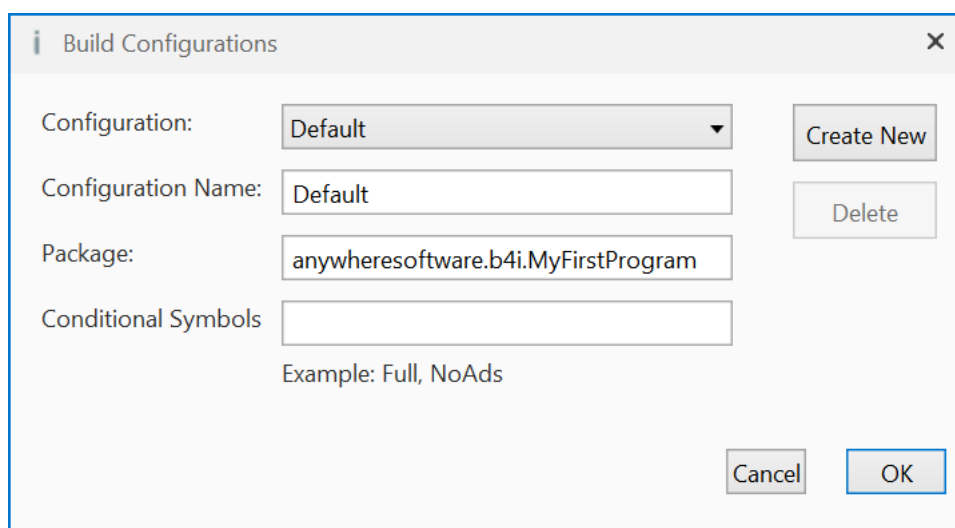 Build Configurations
Configuration: Default Create New
Configuration Name: Default Delete
Package: anywheresoftware.b4i.MyFirstProgram
Conditional Symbols
Example: Full, NoAds
Cancel OK